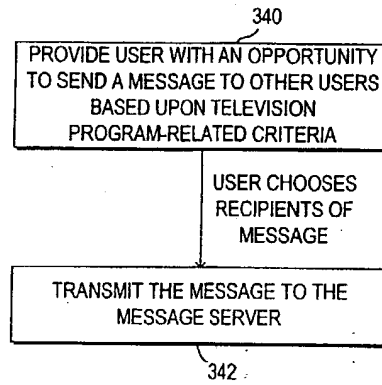 340
PROVIDE USER WITH AN OPPORTUNITY
TO SEND A MESSAGE TO OTHER USERS
BASED UPON TELEVISION
PROGRAM-RELATED CRITERIA
USER CHOOSES
RECIPIENTS OF
MESSAGE
TRANSMIT THE MESSAGE TO THE
MESSAGE SERVER
342